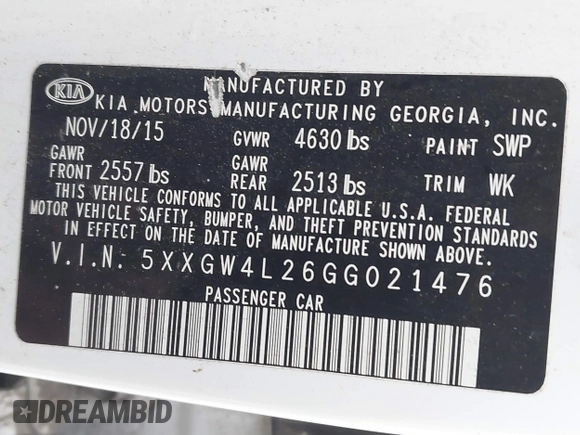 KIA
MANUFACTURED BY
KIA MOTORS MANUFACTURING GEORGIA, INC.
NOV/18/15 GVWR 4630 lbs PAINT SWP
GAWR FRONT 2557 lbs GAWR REAR 2513 lbs TRIM WK
THIS VEHICLE CONFORMS TO ALL APPLICABLE U.S.A. FEDERAL
MOTOR VEHICLE SAFETY, BUMPER, AND THEFT PREVENTION STANDARDS
IN EFFECT ON THE DATE OF MANUFACTURE SHOWN ABOVE.
V.I.N: 5XXGW4L26GG021476
PASSENGER CAR
DREAMBID